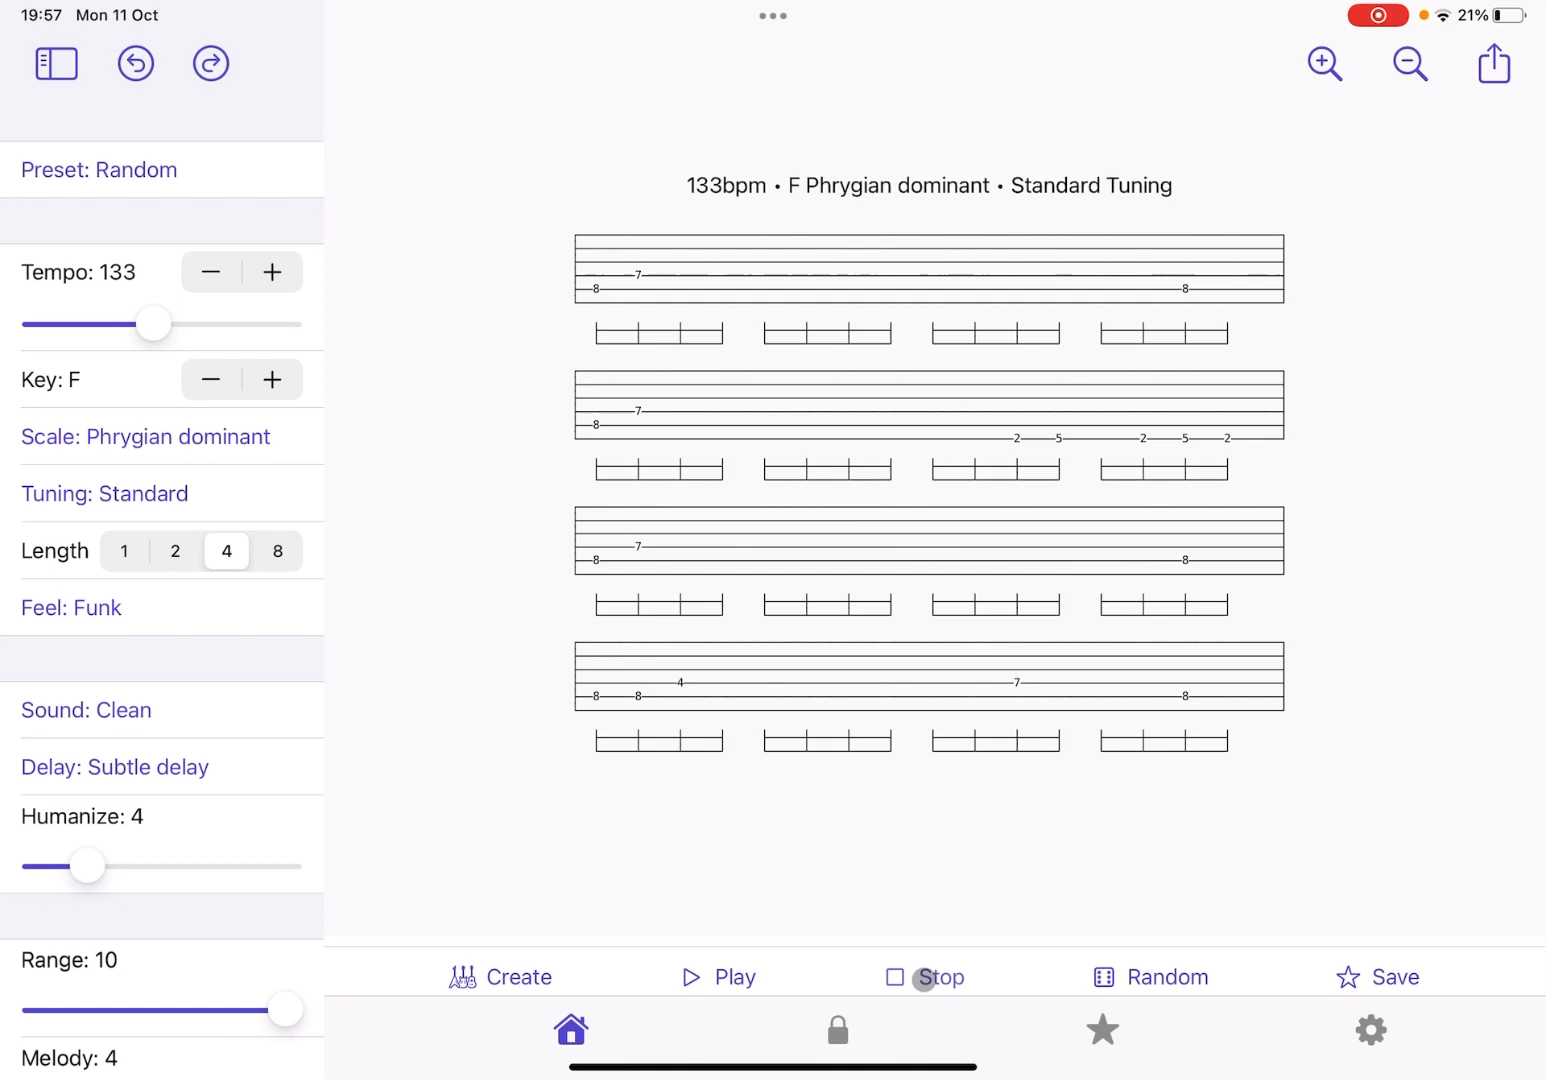 19:57 Mon 11 Oct
21%
Preset: Random
Tempo: 133
Key: F
Scale: Phrygian dominant
Tuning: Standard
Length 1 2 4 8
Feel: Funk
Sound: Clean
Delay: Subtle delay
Humanize: 4
Range: 10
Melody: 4
133bpm • F Phrygian dominant • Standard Tuning
7
8 8
7
8
2 5 2 5 2
7
8 8
4 7
8 8 8
Create Play Stop Random Save